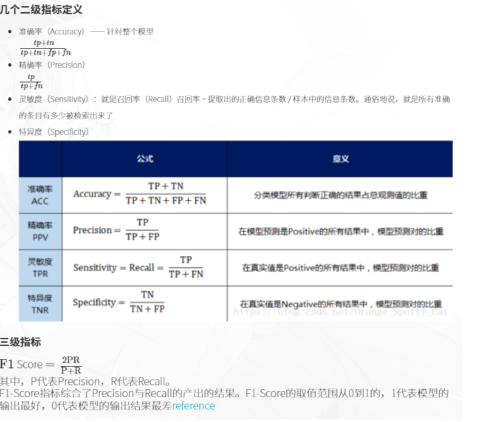 几个二级指标定义
• 准确率（Accuracy）—— 针对整个模型
tp+tn / tp+tn+fp+fn
• 精确率（Precision）
tp / tp+fn
• 灵敏度（Sensitivity）：就是召回率（Recall）召回率 = 提取出的正确信息条数 / 样本中的信息条数。通俗地说，就是所有准确
的条目有多少被检索出来了
• 特异度（Specificity）
公式 意义
准确率 ACC Accuracy = TP + TN / TP + TN + FP + FN 分类模型所有判断正确的结果占总观测值的比重
精确率 PPV Precision = TP / TP + FP 在模型预测是Positive的所有结果中，模型预测对的比重
灵敏度 TPR Sensitivity = Recall = TP / TP + FN 在真实值是Positive的所有结果中，模型预测对的比重
特异度 TNR Specificity = TN / TN + FP 在真实值是Negative的所有结果中，模型预测对的比重
https://blog.csdn.net/Orange_Spotty_Cat
三级指标
F1 Score = 2PR / P+R
其中，P代表Precision，R代表Recall。
F1-Score指标综合了Precision与Recall的产出的结果。F1-Score的取值范围从0到1的，1代表模型的
输出最好，0代表模型的输出结果最差reference